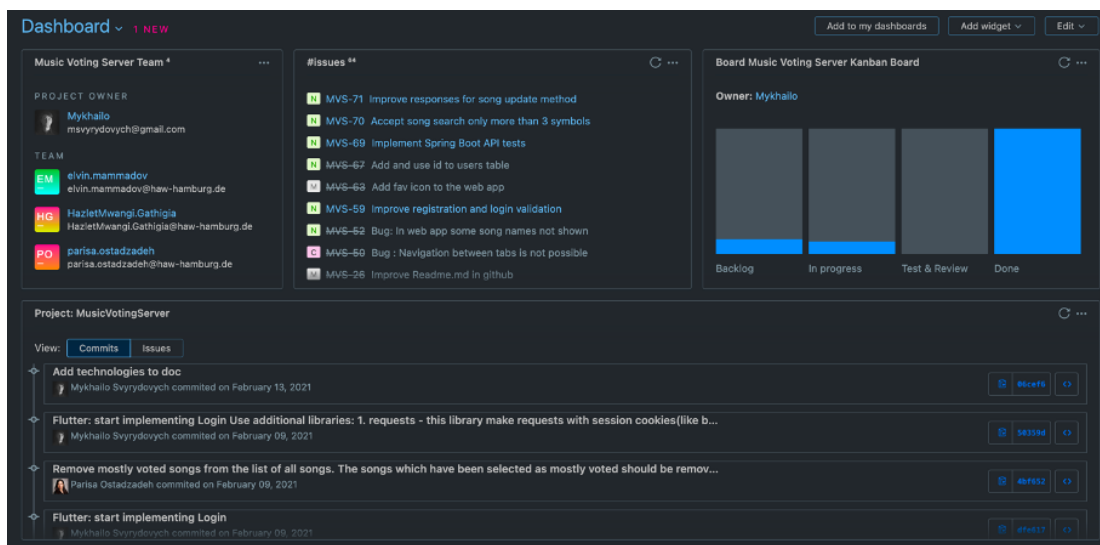 Dashboard
1 NEW
Add to my dashboards
Add widget
Edit
Music Voting Server Team 4
PROJECT OWNER
Mykhailo
msvyrydovych@gmail.com
TEAM
EM
elvin.mammadov
elvin.mammadov@haw-hamburg.de
HG
HazletMwangi.Gathigia
HazletMwangi.Gathigia@haw-hamburg.de
PO
parisa.ostadzadeh
parisa.ostadzadeh@haw-hamburg.de
#issues 64
N MVS-71 Improve responses for song update method
N MVS-70 Accept song search only more than 3 symbols
N MVS-69 Implement Spring Boot API tests
N MVS-67 Add and use id to users table
M MVS-63 Add fav icon to the web app
N MVS-59 Improve registration and login validation
N MVS-52 Bug: In web app some song names not shown
C MVS-50 Bug : Navigation between tabs is not possible
M MVS-26 Improve Readme.md in github
Board Music Voting Server Kanban Board
Owner: Mykhailo
Backlog In progress Test & Review Done
Project: MusicVotingServer
View: Commits Issues
Add technologies to doc
Mykhailo Svyrydovych commited on February 13, 2021
06cef6
Flutter: start implementing Login Use additional libraries: 1. requests - this library make requests with session cookies(like b...
Mykhailo Svyrydovych commited on February 09, 2021
50359d
Remove mostly voted songs from the list of all songs. The songs which have been selected as mostly voted should be remov...
Parisa Ostadzadeh commited on February 09, 2021
4bf652
Flutter: start implementing Login
Mykhailo Svyrydovych commited on February 09, 2021